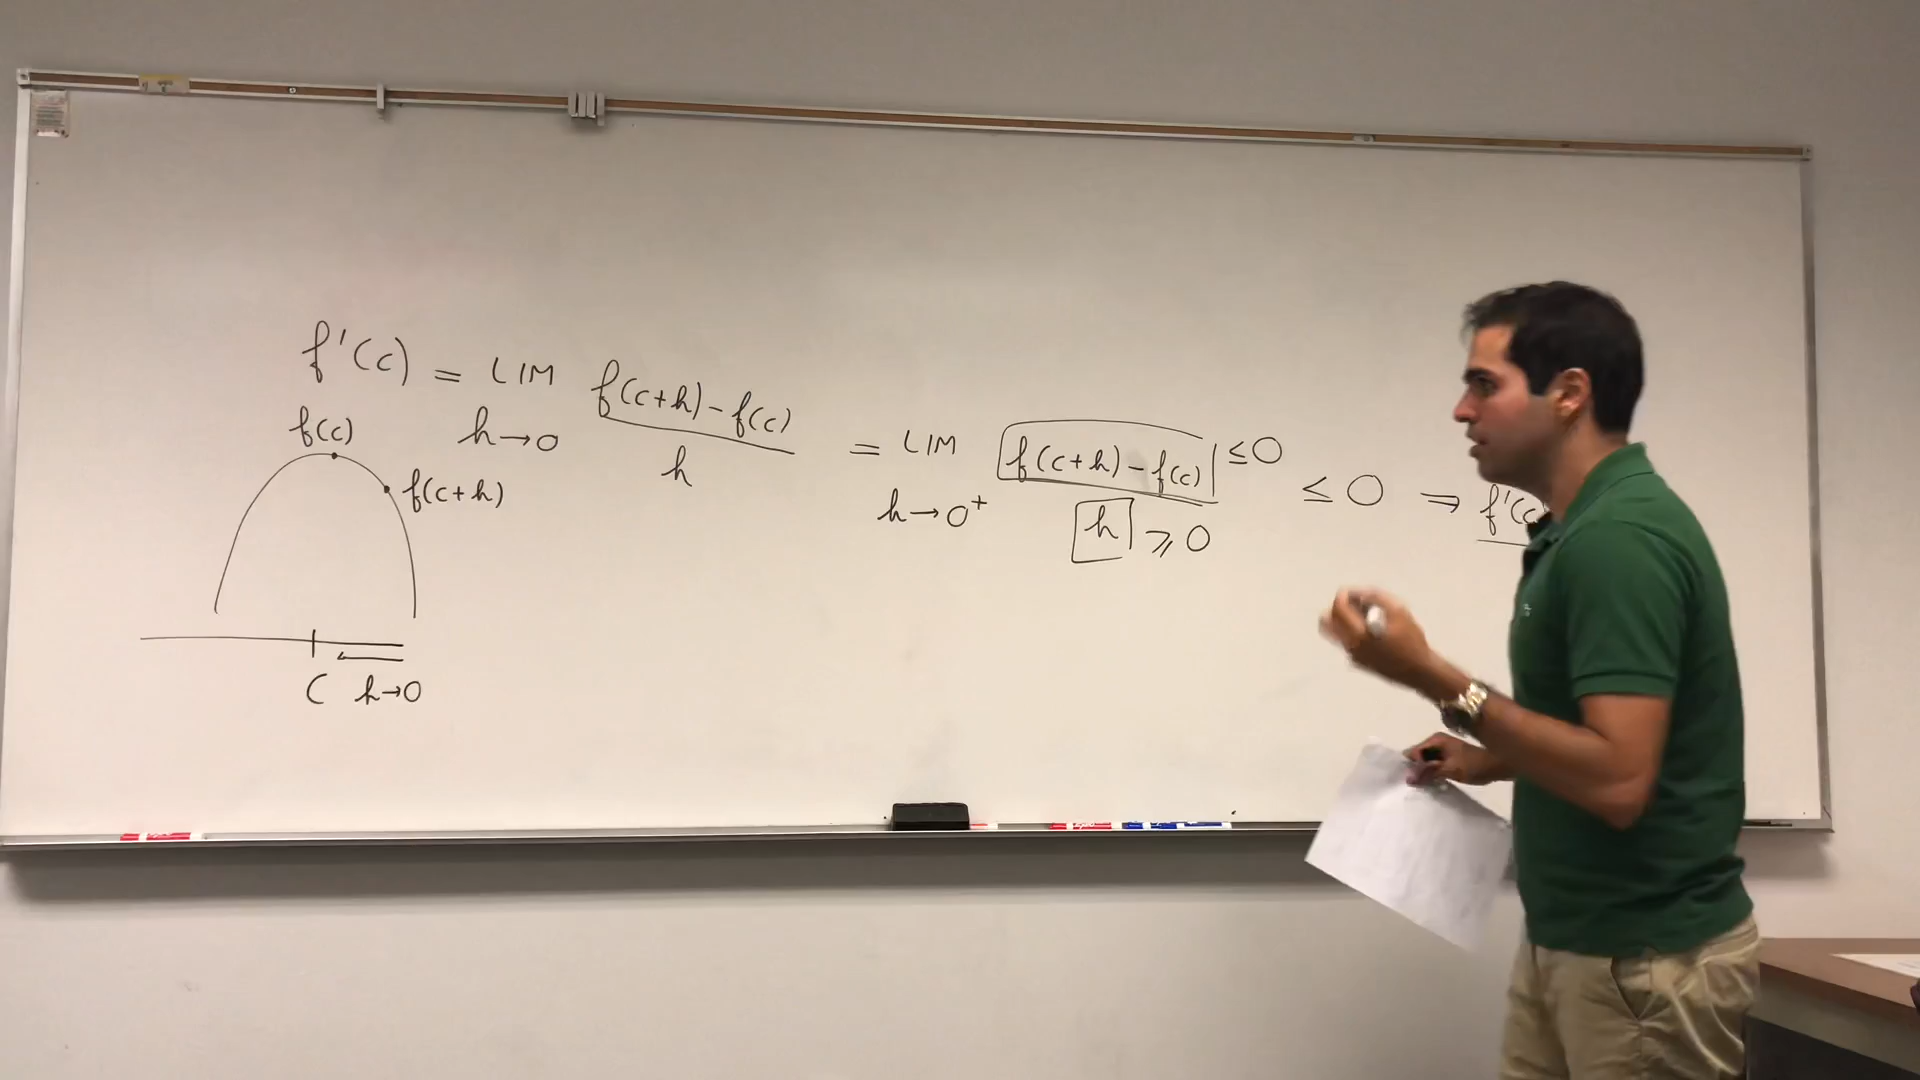 f'(c) = LIM h→0 f(c+h)-f(c) / h = LIM h→0⁺ f(c+h)-f(c) ≤0 / h ⩾ 0 ≤ 0 ⇒ f'(c
f(c)
f(c+h)
C h→0